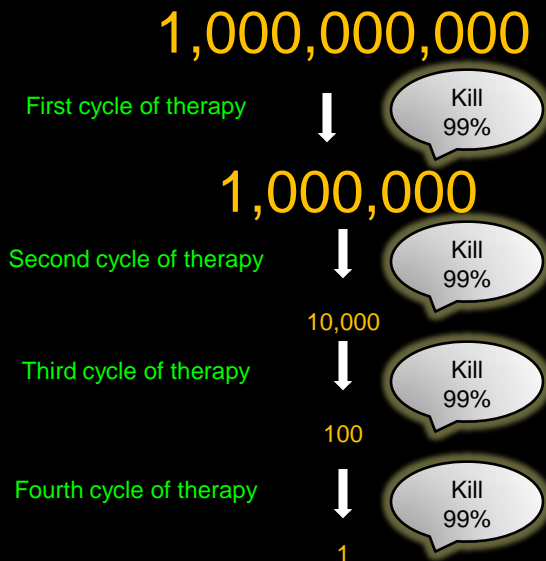 1,000,000,000
First cycle of therapy
Kill
99%
1,000,000
Second cycle of therapy
Kill
99%
10,000
Third cycle of therapy
Kill
99%
100
Fourth cycle of therapy
Kill
99%
1